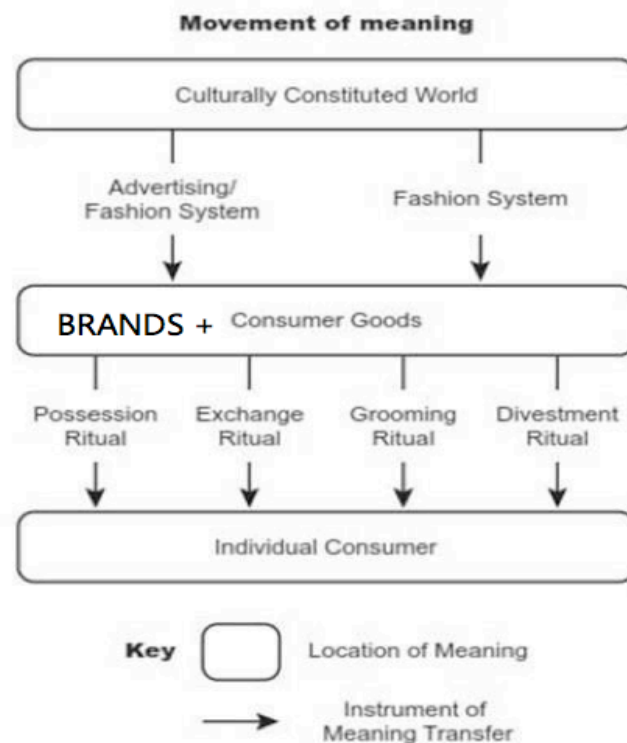 Movement of meaning
Culturally Constituted World
Advertising/
Fashion System
Fashion System
BRANDS + Consumer Goods
Possession
Ritual
Exchange
Ritual
Grooming
Ritual
Divestment
Ritual
Individual Consumer
Key
Location of Meaning
Instrument of
Meaning Transfer